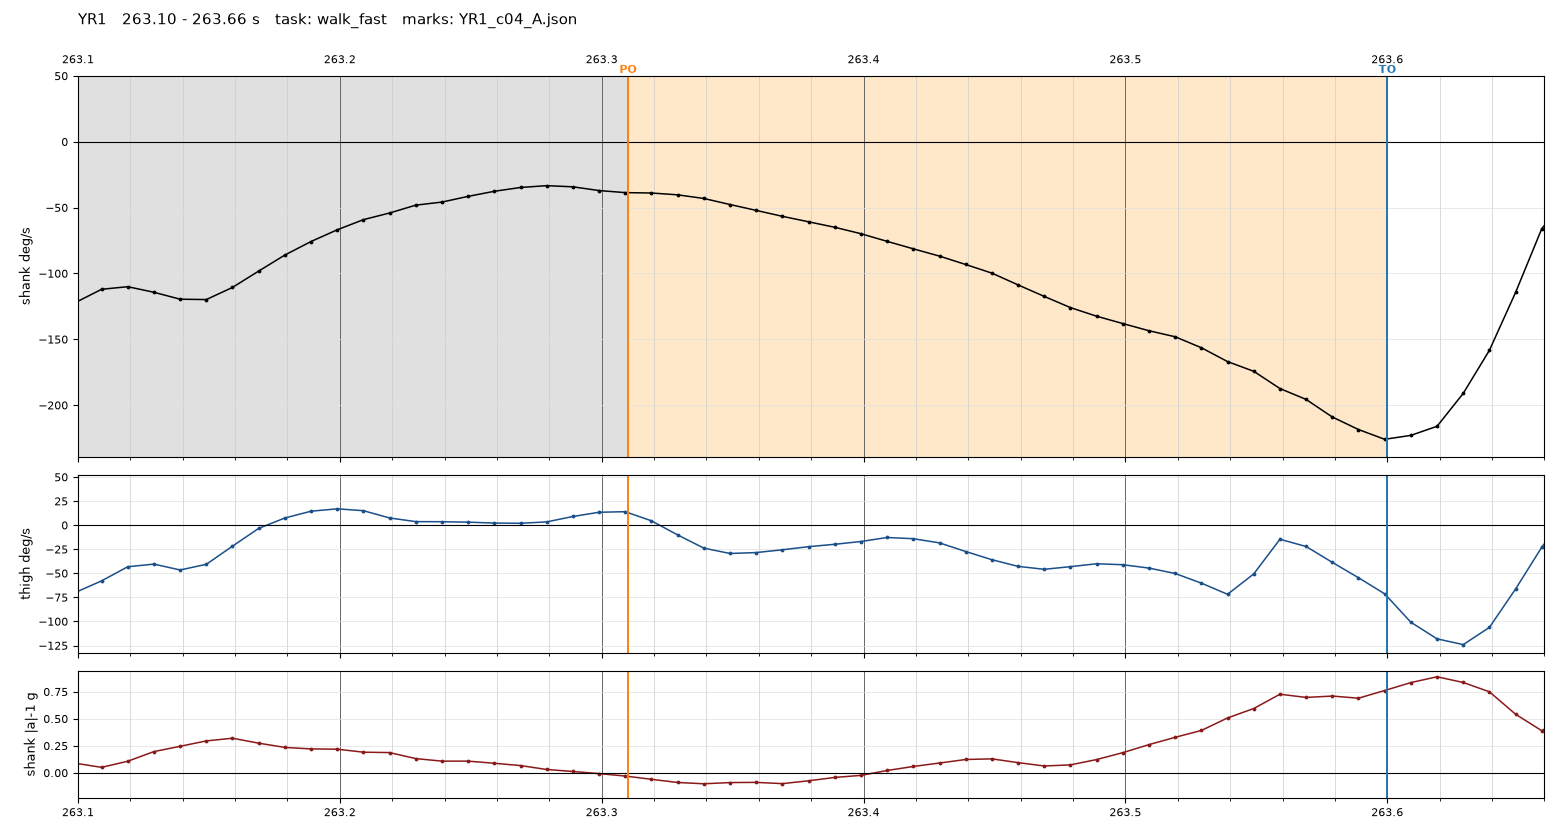 YR1   263.10 - 263.66 s   task: walk_fast   marks: YR1_c04_A.json
263.1 263.2 263.3 263.4 263.5 263.6
PO TO
50
0
−50
−100
−150
−200
shank deg/s
50
25
0
−25
−50
−75
−100
−125
thigh deg/s
0.75
0.50
0.25
0.00
shank |a|-1 g
263.1 263.2 263.3 263.4 263.5 263.6